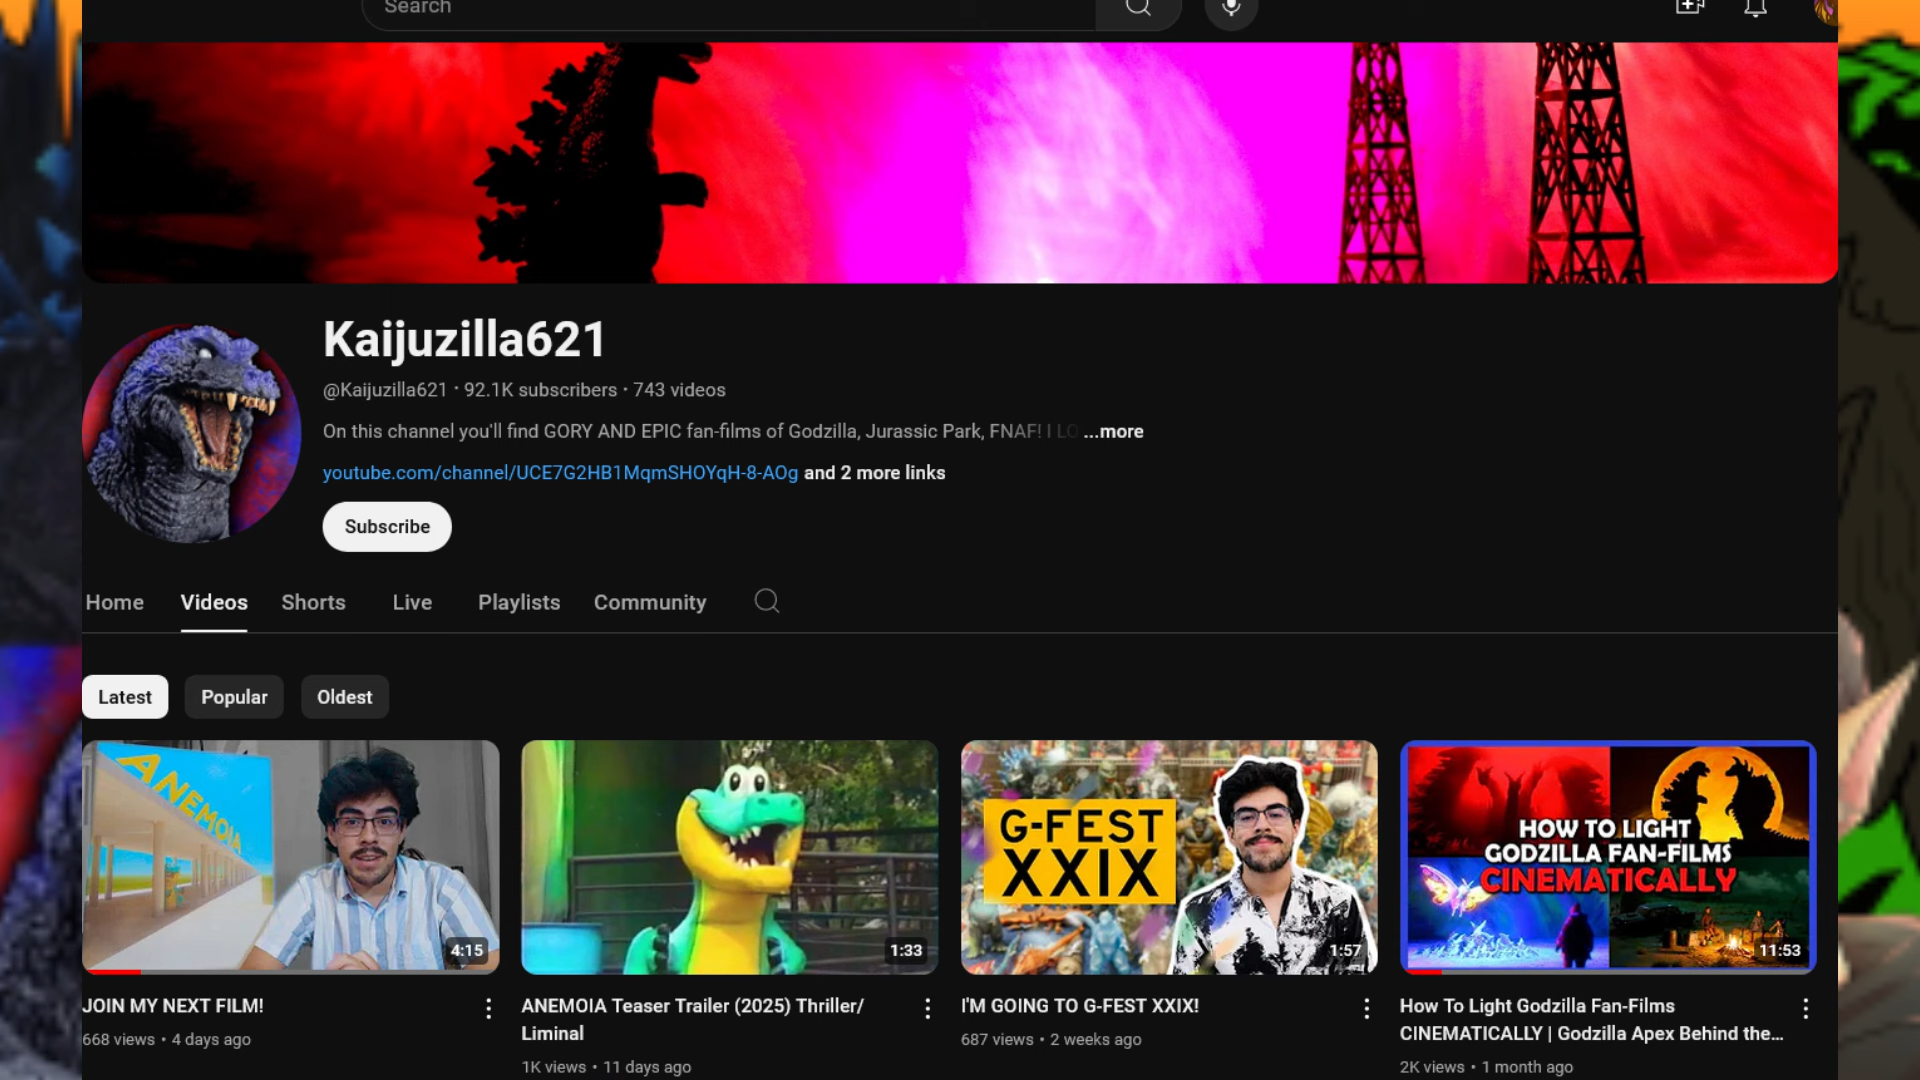 Search
Kaijuzilla621
@Kaijuzilla621 · 92.1K subscribers · 743 videos
On this channel you'll find GORY AND EPIC fan-films of Godzilla, Jurassic Park, FNAF! I LO ...more
youtube.com/channel/UCE7G2HB1MqmSHOYqH-8-AOg and 2 more links
Subscribe
Home Videos Shorts Live Playlists Community
Latest Popular Oldest
ANEMOIA
4:15
1:33
G-FEST
XXIX
1:57
HOW TO LIGHT
GODZILLA FAN-FILMS
CINEMATICALLY
11:53
JOIN MY NEXT FILM!
668 views • 4 days ago
ANEMOIA Teaser Trailer (2025) Thriller/
Liminal
1K views • 11 days ago
I'M GOING TO G-FEST XXIX!
687 views • 2 weeks ago
How To Light Godzilla Fan-Films
CINEMATICALLY | Godzilla Apex Behind the...
2K views • 1 month ago